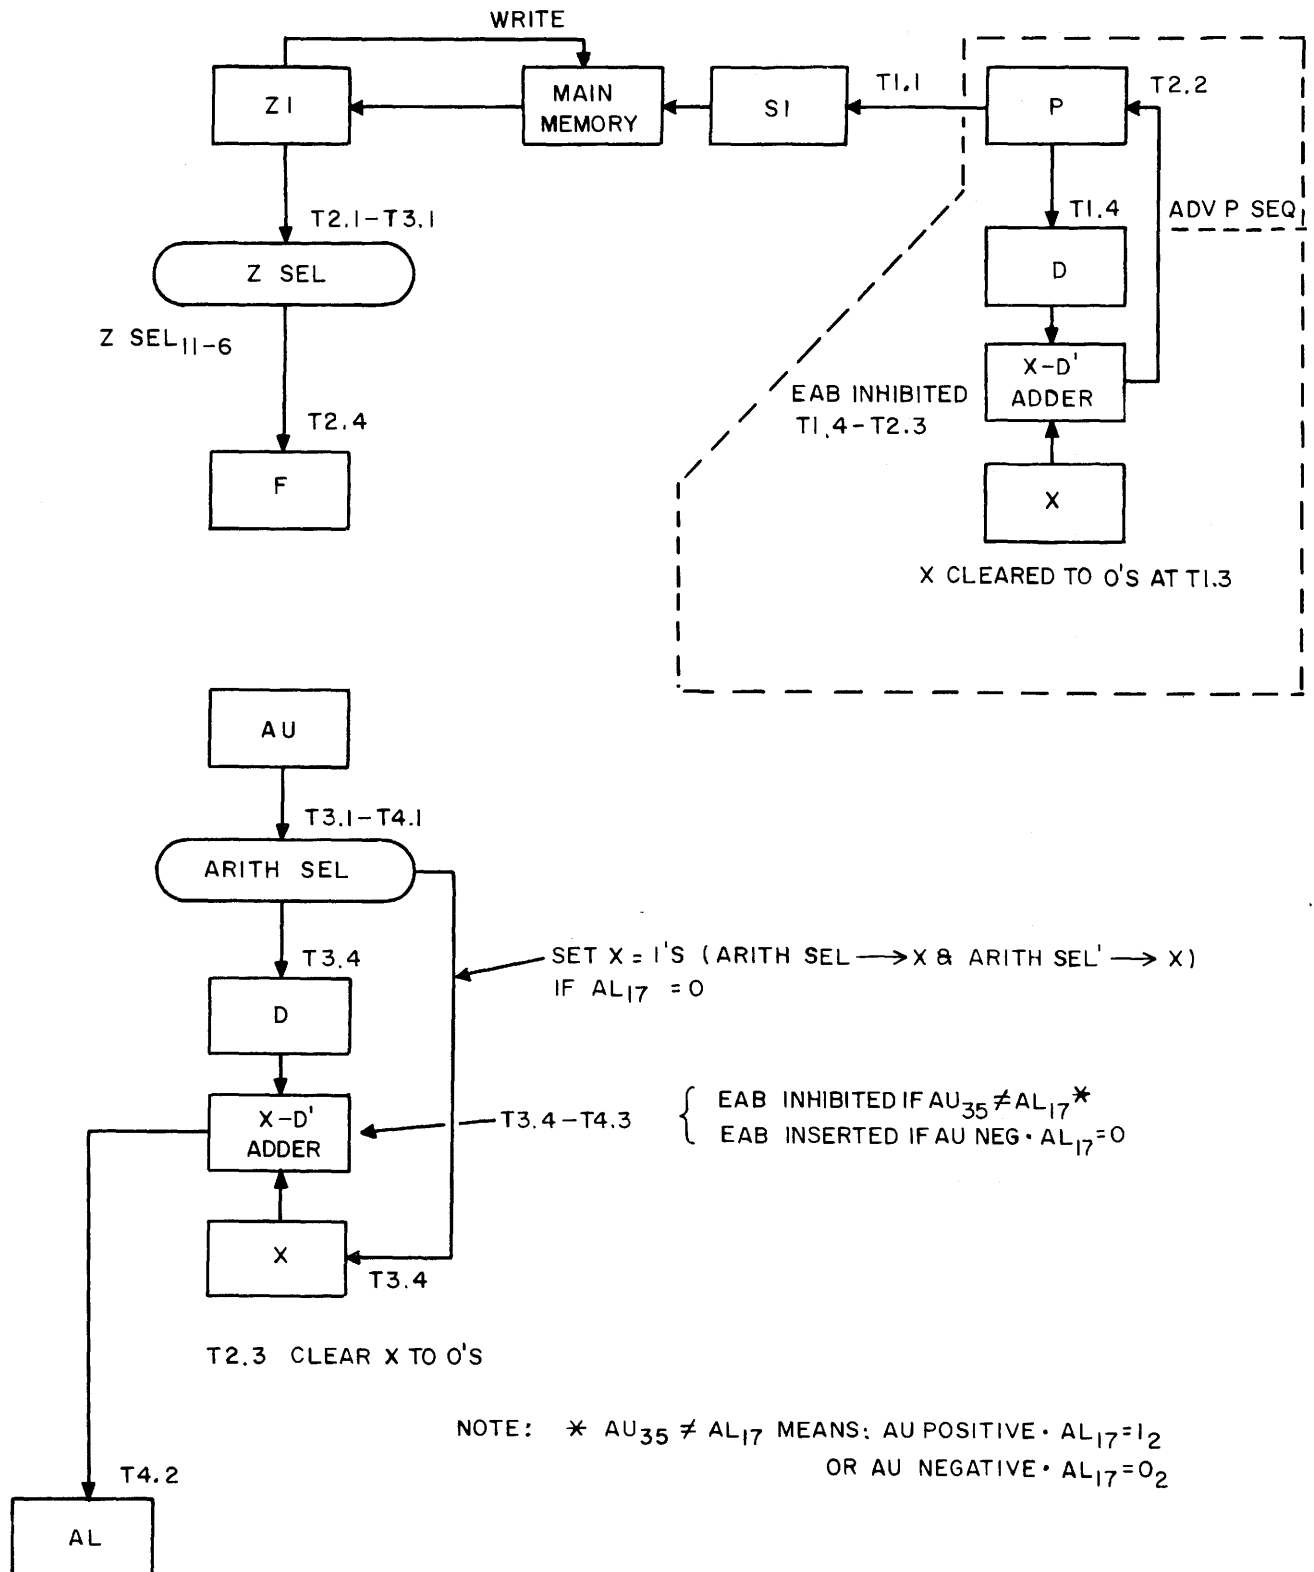 WRITE
Z1
MAIN
MEMORY
S1
T1.1
P
T2.2
T2.1-T3.1
T1.4
ADV P SEQ
Z SEL
D
Z SEL11-6
X-D'
ADDER
EAB INHIBITED
T1.4-T2.3
T2.4
F
X
X CLEARED TO 0'S AT T1.3
AU
T3.1-T4.1
ARITH SEL
T3.4
SET X = 1'S (ARITH SEL → X & ARITH SEL' → X)
IF AL17 = 0
D
X-D'
ADDER
T3.4-T4.3
EAB INHIBITED IF AU35 ≠ AL17*
EAB INSERTED IF AU NEG · AL17=0
X
T3.4
T2.3 CLEAR X TO 0'S
NOTE: * AU35 ≠ AL17 MEANS: AU POSITIVE · AL17=12
OR AU NEGATIVE · AL17=02
T4.2
AL